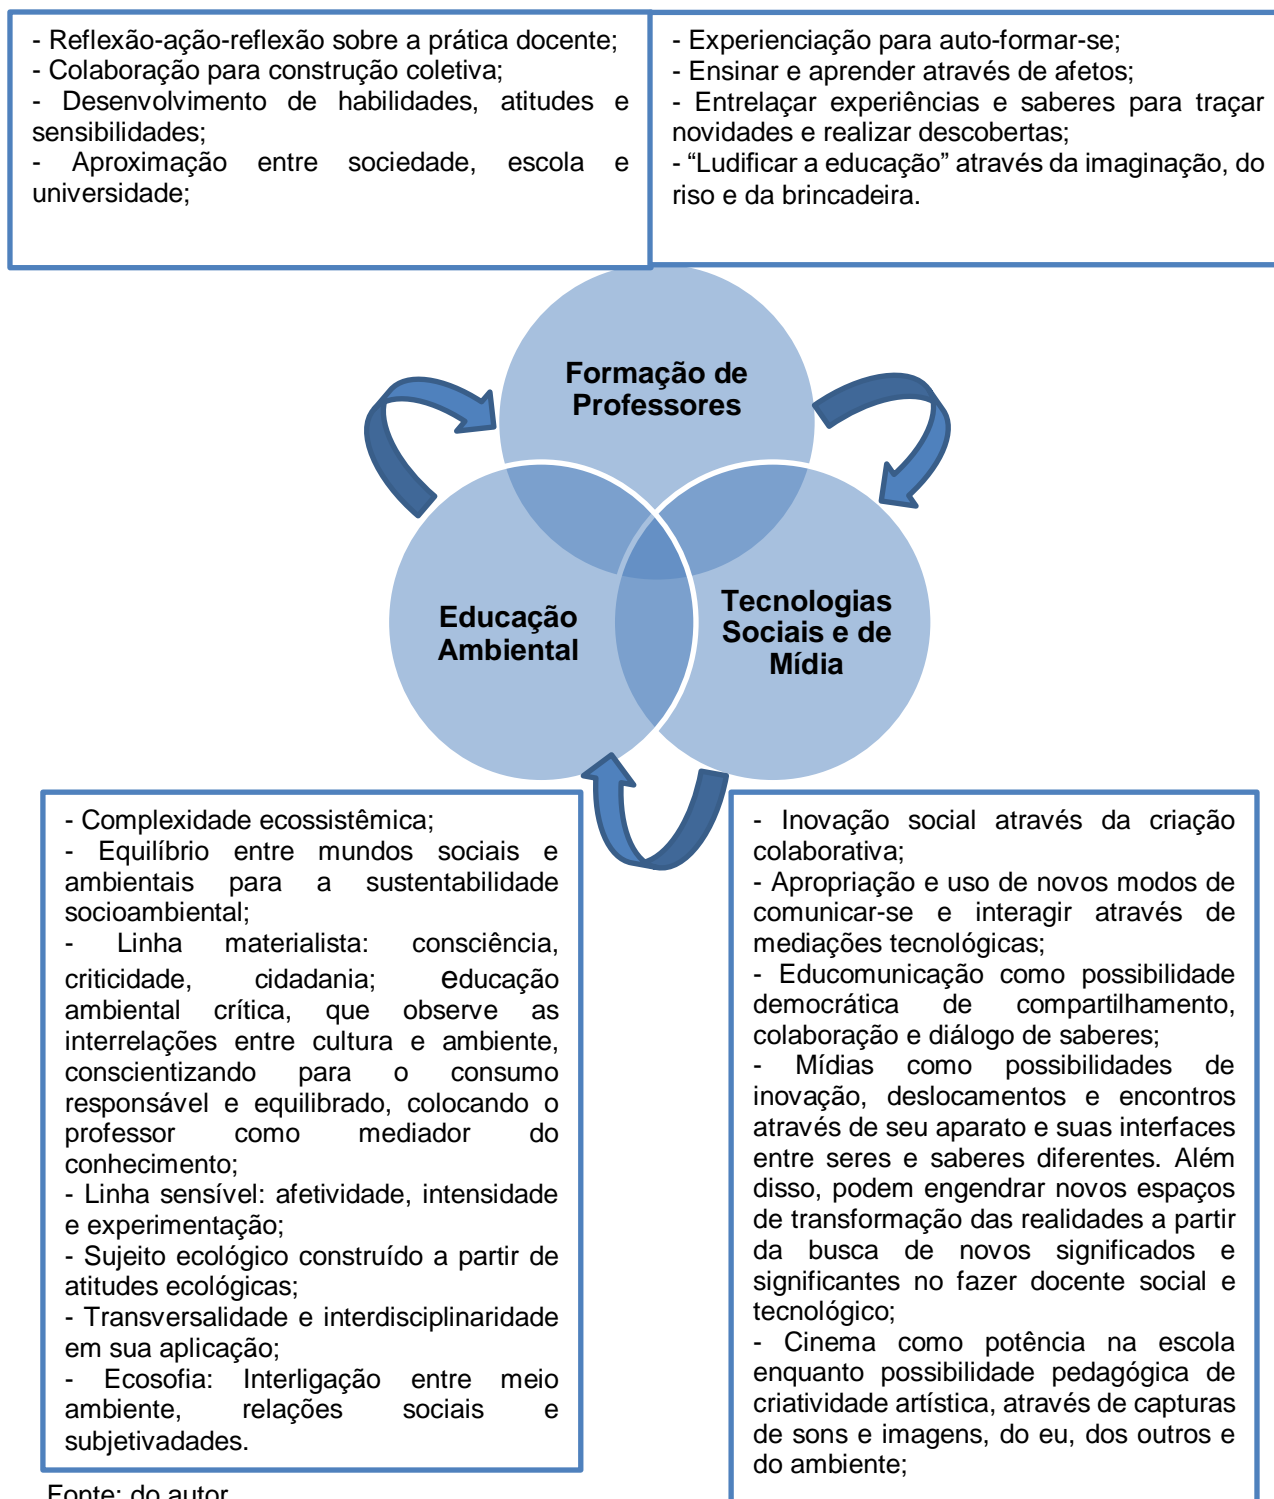 - Reflexão-ação-reflexão sobre a prática docente;
- Colaboração para construção coletiva;
- Desenvolvimento de habilidades, atitudes e
sensibilidades;
- Aproximação entre sociedade, escola e
universidade;
- Experienciação para auto-formar-se;
- Ensinar e aprender através de afetos;
- Entrelaçar experiências e saberes para traçar
novidades e realizar descobertas;
- “Ludificar a educação” através da imaginação, do
riso e da brincadeira.
Formação de
Professores
Educação
Ambiental
Tecnologias
Sociais e de
Mídia
- Complexidade ecossistêmica;
- Equilíbrio entre mundos sociais e
ambientais para a sustentabilidade
socioambiental;
- Linha materialista: consciência,
criticidade, cidadania; educação
ambiental crítica, que observe as
interrelações entre cultura e ambiente,
conscientizando para o consumo
responsável e equilibrado, colocando o
professor como mediador do
conhecimento;
- Linha sensível: afetividade, intensidade
e experimentação;
- Sujeito ecológico construído a partir de
atitudes ecológicas;
- Transversalidade e interdisciplinaridade
em sua aplicação;
- Ecosofia: Interligação entre meio
ambiente, relações sociais e
subjetivadades.
- Inovação social através da criação
colaborativa;
- Apropriação e uso de novos modos de
comunicar-se e interagir através de
mediações tecnológicas;
- Educomunicação como possibilidade
democrática de compartilhamento,
colaboração e diálogo de saberes;
- Mídias como possibilidades de
inovação, deslocamentos e encontros
através de seu aparato e suas interfaces
entre seres e saberes diferentes. Além
disso, podem engendrar novos espaços
de transformação das realidades a partir
da busca de novos significados e
significantes no fazer docente social e
tecnológico;
- Cinema como potência na escola
enquanto possibilidade pedagógica de
criatividade artística, através de capturas
de sons e imagens, do eu, dos outros e
do ambiente;
Fonte: do autor